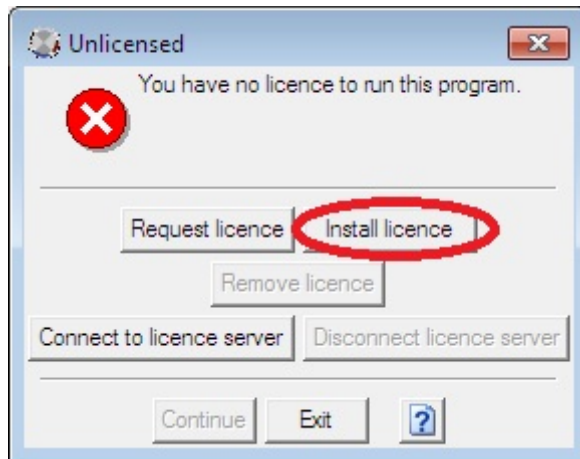 Unlicensed
You have no licence to run this program.
Request licence Install licence
Remove licence
Connect to licence server Disconnect licence server
Continue Exit ?